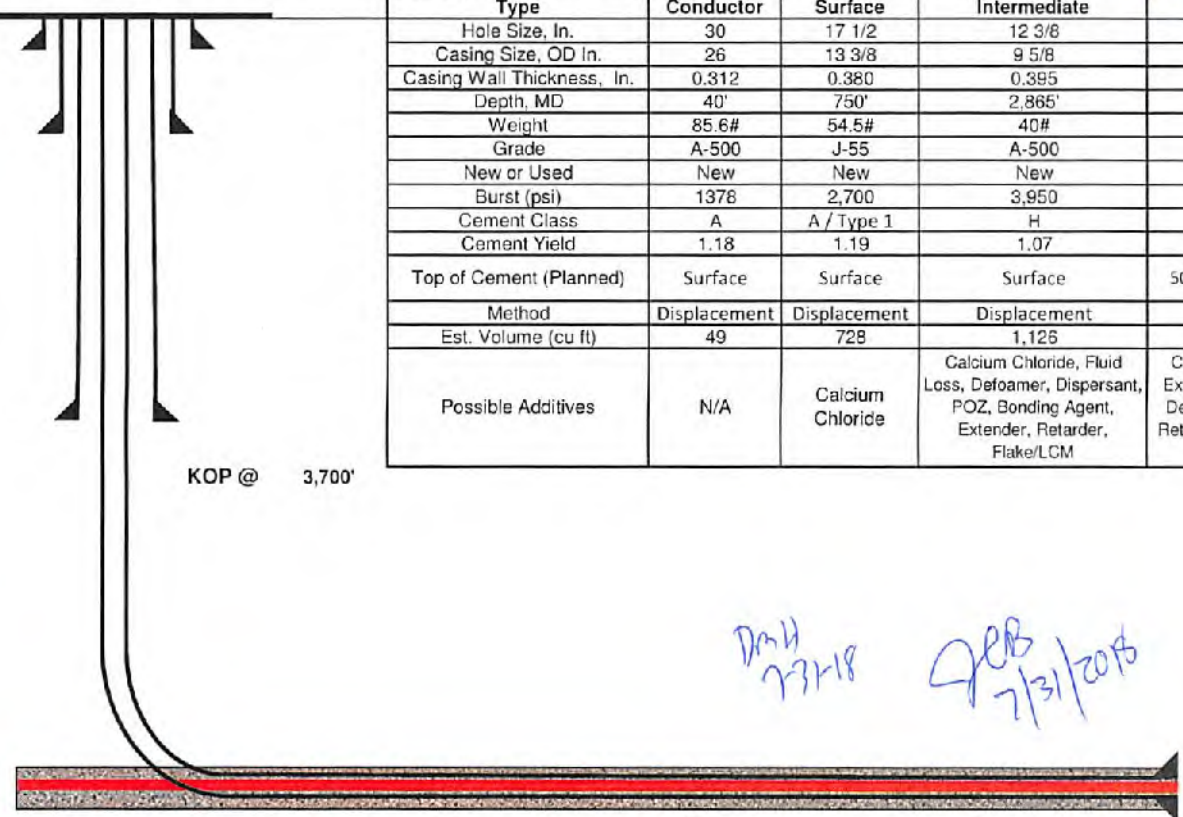 Type Conductor Surface Intermediate
Hole Size, In. 30 17 1/2 12 3/8
Casing Size, OD In. 26 13 3/8 9 5/8
Casing Wall Thickness, In. 0.312 0.380 0.395
Depth, MD 40' 750' 2,865'
Weight 85.6# 54.5# 40#
Grade A-500 J-55 A-500
New or Used New New New
Burst (psi) 1378 2,700 3,950
Cement Class A A / Type 1 H
Cement Yield 1.18 1.19 1.07
Top of Cement (Planned) Surface Surface Surface
Method Displacement Displacement Displacement
Est. Volume (cu ft) 49 728 1,126
Possible Additives N/A Calcium Chloride Calcium Chloride, Fluid
Loss, Defoamer, Dispersant,
POZ, Bonding Agent,
Extender, Retarder,
Flake/LCM
KOP @ 3,700'
DMH
7-31-18
JCB
7/31/2018